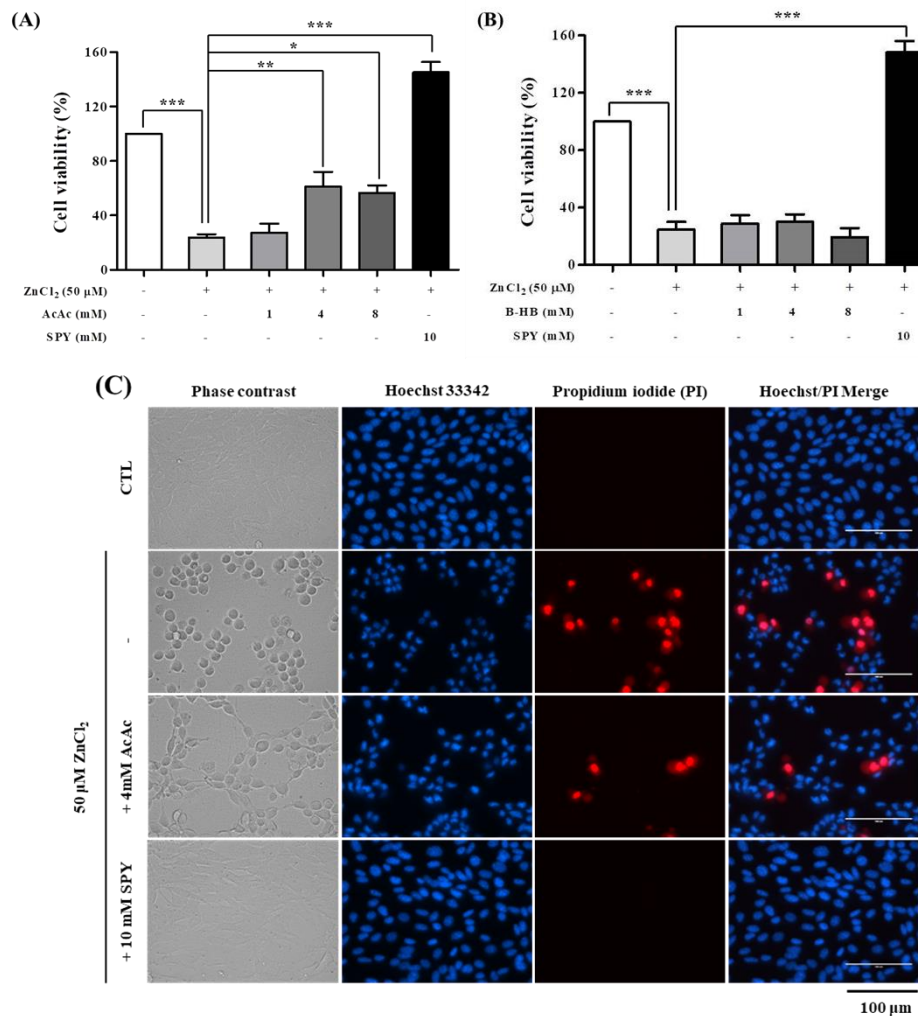 (A)
***
*
**
***
160
120
80
40
0
Cell viability (%)
ZnCl₂ (50 µM) - + + + + +
AcAc (mM) - - 1 4 8 -
SPY (mM) - - - - - 10
(B)
***
***
160
120
80
40
0
Cell viability (%)
ZnCl₂ (50 µM) - + + + + +
B-HB (mM) - - 1 4 8 -
SPY (mM) - - - - - 10
(C)
Phase contrast Hoechst 33342 Propidium iodide (PI) Hoechst/PI Merge
CTL
50 µM ZnCl₂
-
+ 4mM AcAc
+ 10 mM SPY
100 µm